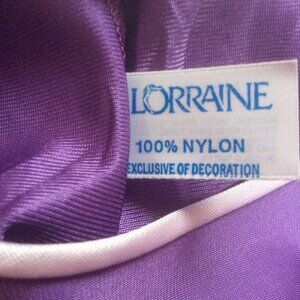 LORRAINE
100% NYLON
EXCLUSIVE OF DECORATION